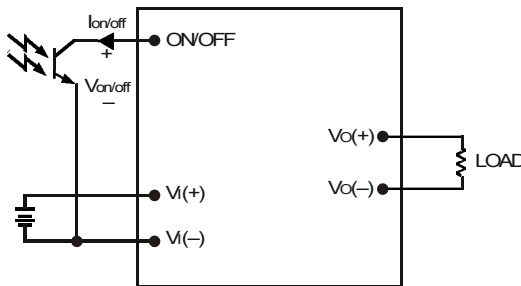 Ion/off
ON/OFF
+
Von/off
–
VO(+)
LOAD
VO(–)
Vi(+)
Vi(–)